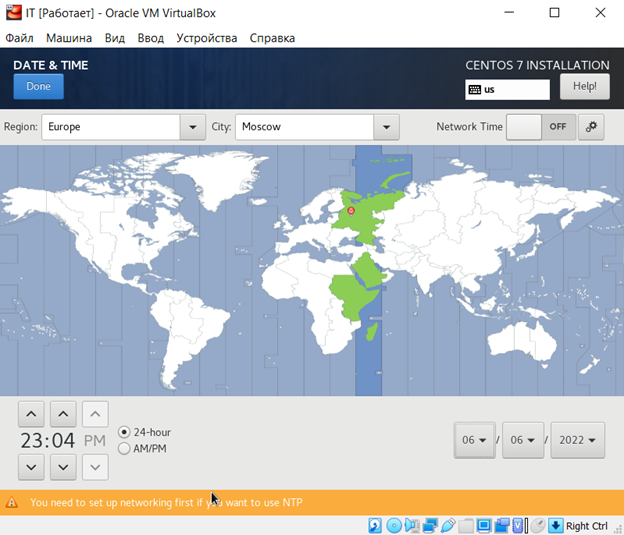 IT [Работает] - Oracle VM VirtualBox
Файл Машина Вид Ввод Устройства Справка
DATE & TIME CENTOS 7 INSTALLATION
Done us Help!
Region: Europe City: Moscow Network Time OFF
23:04 PM 24-hour AM/PM 06 / 06 / 2022
You need to set up networking first if you want to use NTP
Right Ctrl